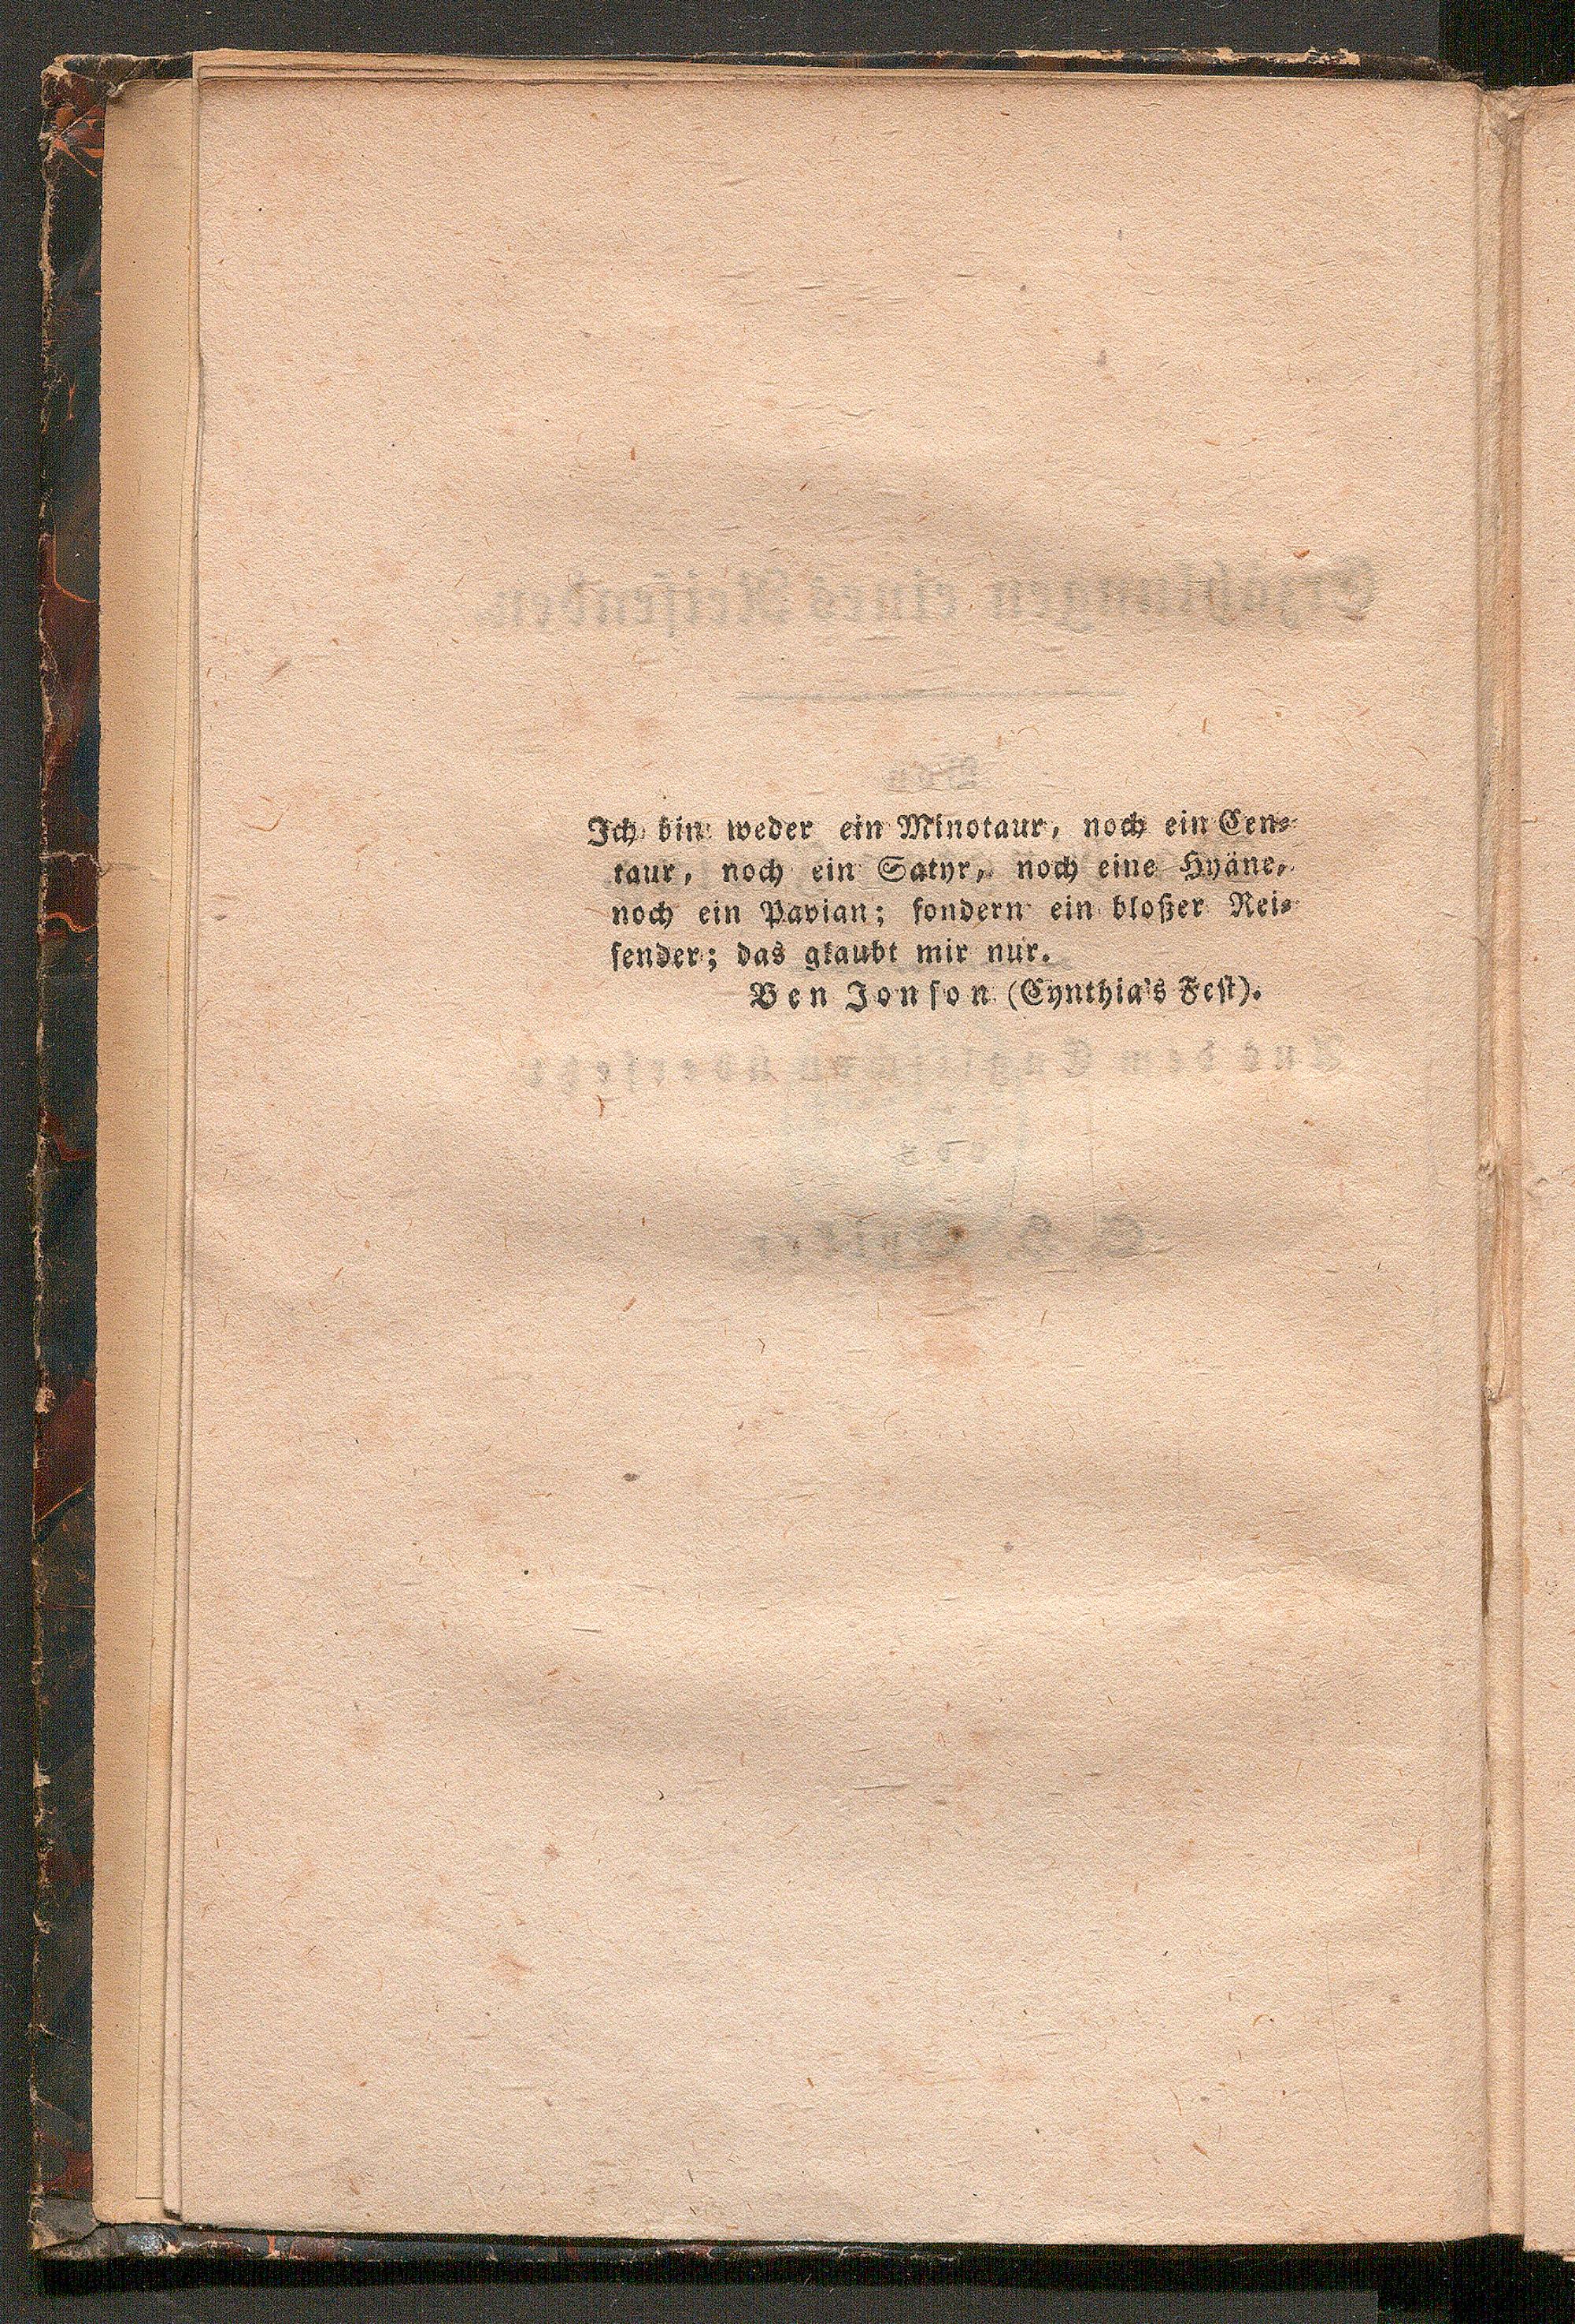 Ich bin weder ein Minotaur, noch ein Cen-
taur, noch ein Satyr, noch eine Hyäne,
noch ein Pavian; sondern ein bloßer Rei-
sender; das glaubt mir nur.
Ben Jonson (Cynthia's Fest).